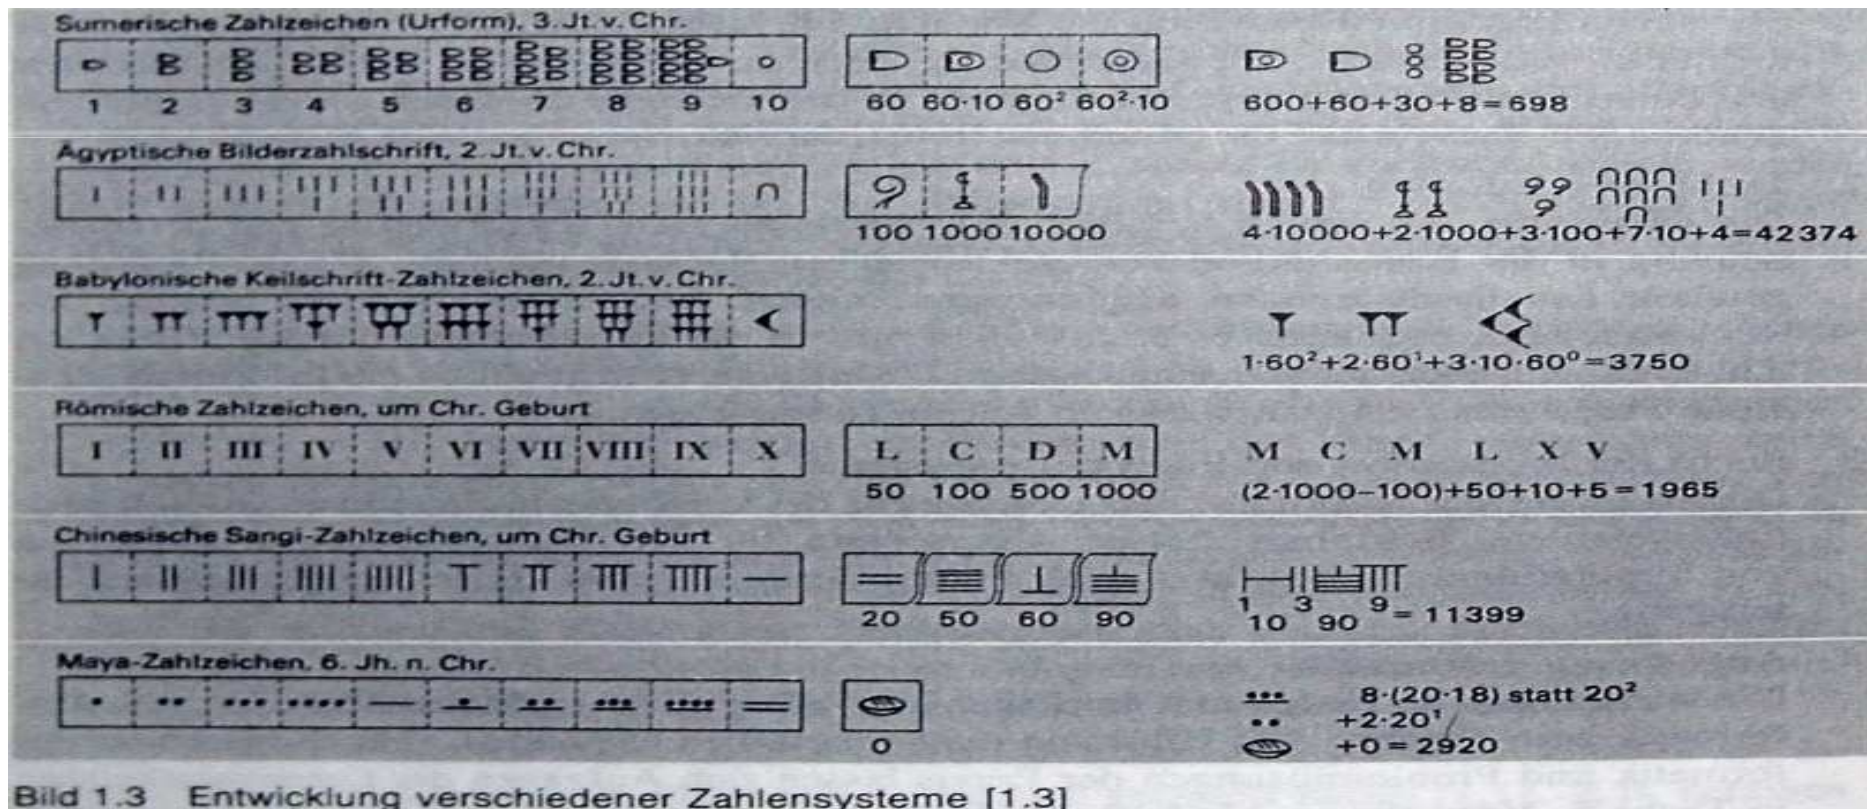 Sumerische Zahlzeichen (Urform), 3. Jt. v. Chr.
1 2 3 4 5 6 7 8 9 10 60 60·10 60² 60²·10 600+60+30+8=698
Ägyptische Bilderzahlschrift, 2. Jt. v. Chr.
100 1000 10000 4·10000+2·1000+3·100+7·10+4=42374
Babylonische Keilschrift-Zahlzeichen, 2. Jt. v. Chr.
1·60²+2·60¹+3·10·60⁰=3750
Römische Zahlzeichen, um Chr. Geburt
I II III IV V VI VII VIII IX X L C D M M C M L X V
50 100 500 1000 (2·1000−100)+50+10+5=1965
Chinesische Sangi-Zahlzeichen, um Chr. Geburt
20 50 60 90 1 10 3 90 9 = 11399
Maya-Zahlzeichen, 6. Jh. n. Chr.
8·(20·18) statt 20²
+2·20¹
0 +0=2920
Bild 1.3 Entwicklung verschiedener Zahlensysteme [1.3]